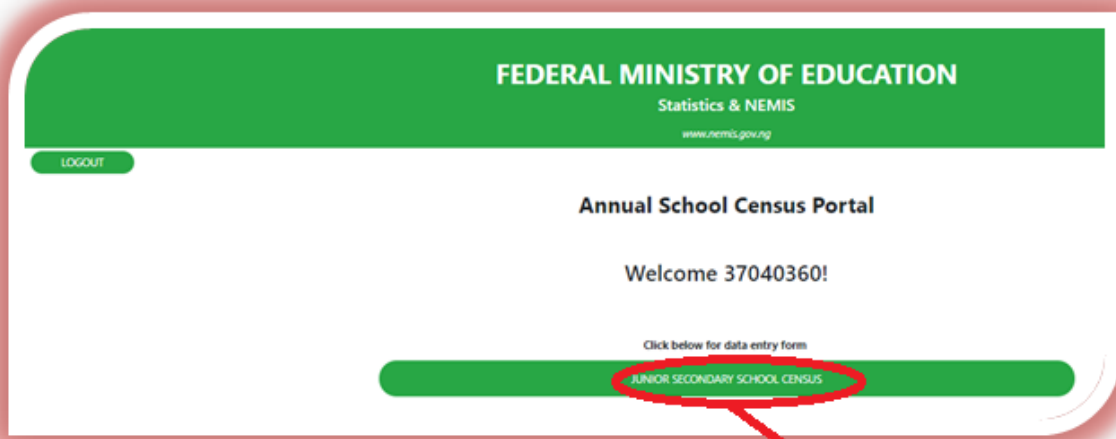 FEDERAL MINISTRY OF EDUCATION
Statistics & NEMIS
www.nemis.gov.ng
LOGOUT
Annual School Census Portal
Welcome 37040360!
Click below for data entry form
JUNIOR SECONDARY SCHOOL CENSUS